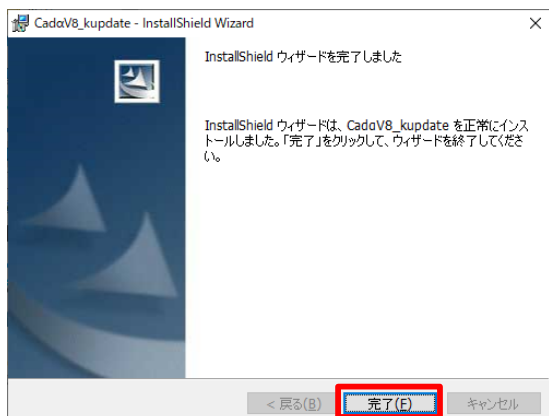 CadαV8_kupdate - InstallShield Wizard
InstallShield ウィザードを完了しました
InstallShield ウィザードは、CadαV8_kupdate を正常にインス
トールしました。「完了」をクリックして、ウィザードを終了してくださ
い。
< 戻る(B)
完了(F)
キャンセル